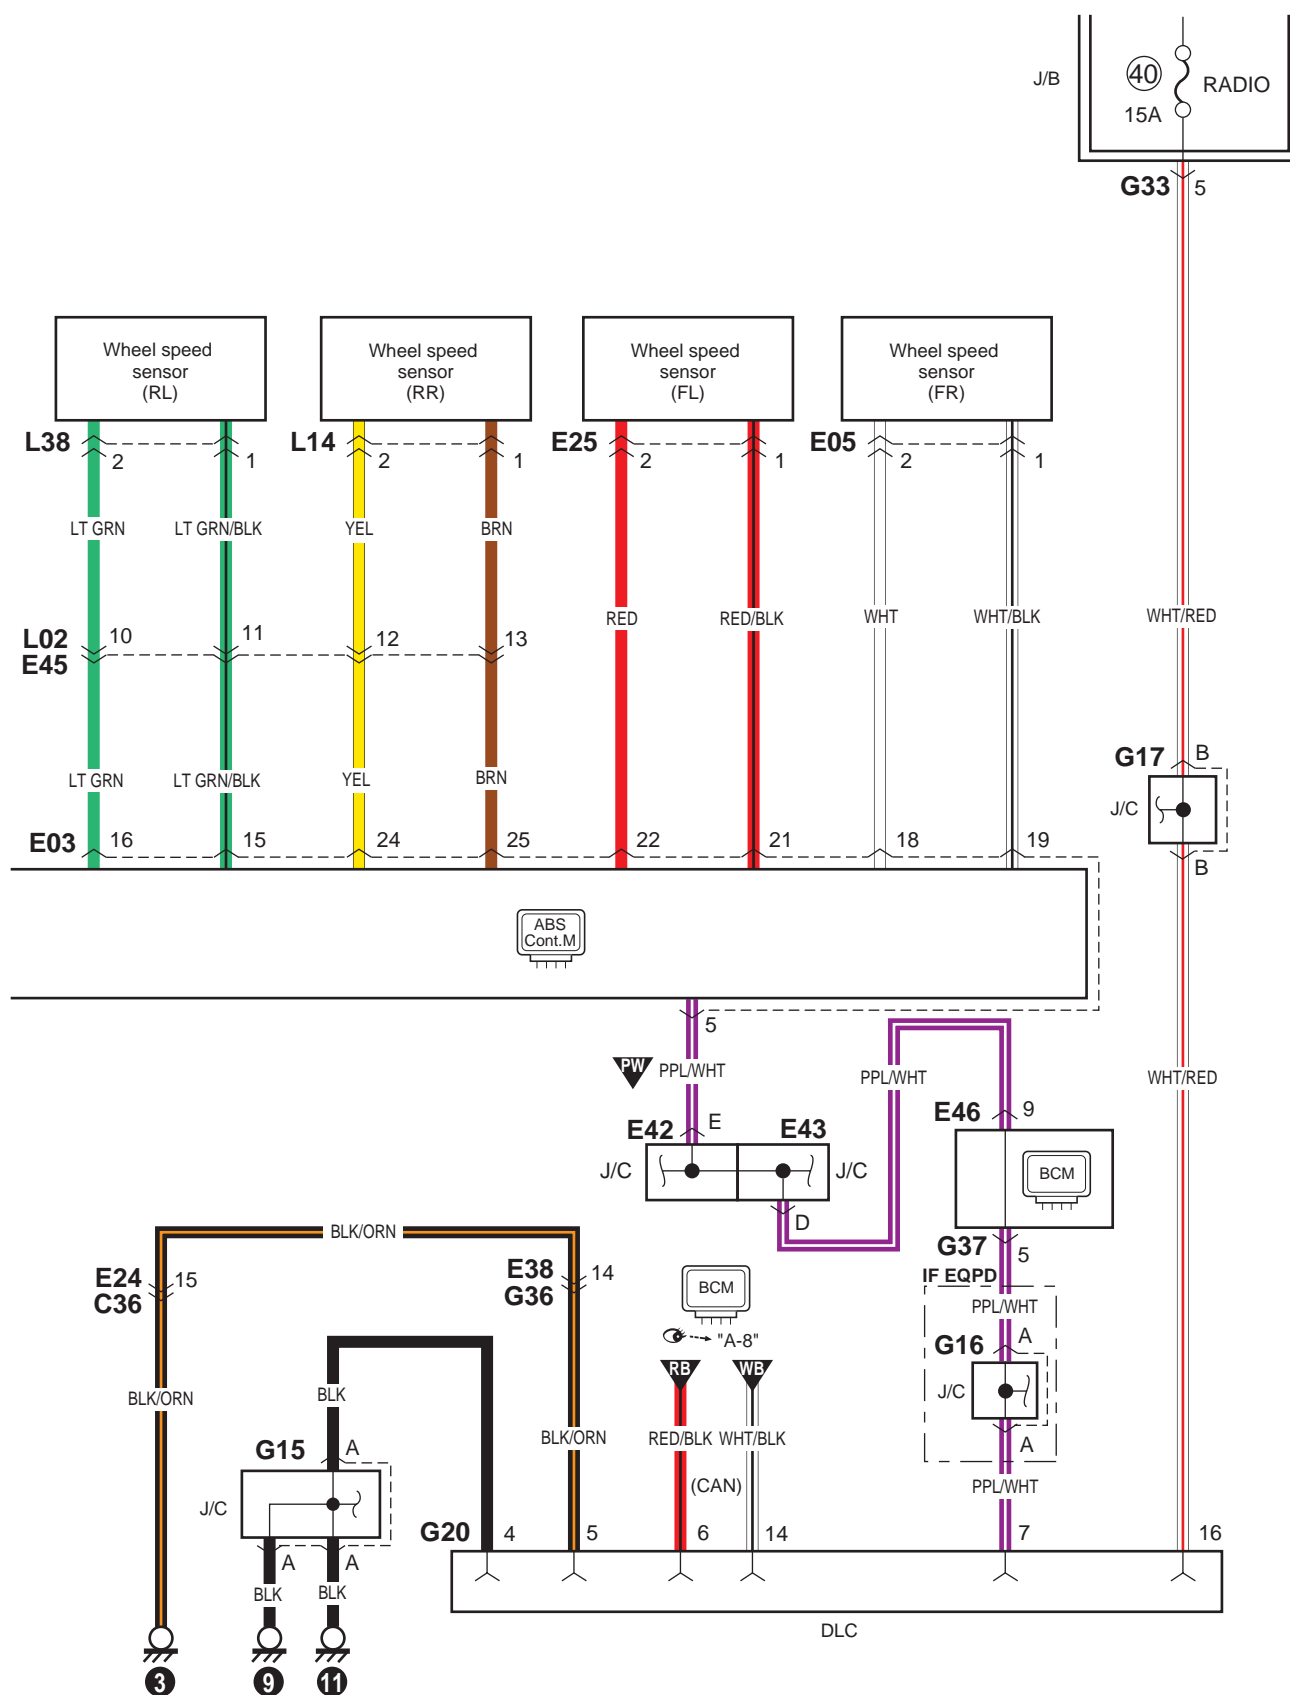 J/B
40
15A
RADIO
G33 5
Wheel speed
sensor
(RL)
Wheel speed
sensor
(RR)
Wheel speed
sensor
(FL)
Wheel speed
sensor
(FR)
L38 2 1
L14 2 1
E25 2 1
E05 2 1
LT GRN LT GRN/BLK YEL BRN
RED RED/BLK WHT WHT/BLK WHT/RED
L02 10 11 12 13
E45
LT GRN LT GRN/BLK YEL BRN
G17 B
J/C
B
E03 16 15 24 25 22 21 18 19
ABS
Cont.M
5
PW PPL/WHT PPL/WHT WHT/RED
E42 E E43
J/C J/C
D
E46 9
BCM
G37 5
IF EQPD
PPL/WHT
G16 A
J/C
A
PPL/WHT
BLK/ORN
E24 15
C36
E38 14
G36
BCM
"A-8"
RB WB
BLK/ORN
BLK
BLK/ORN RED/BLK WHT/BLK
(CAN)
G15 A
J/C
A A
BLK BLK
G20 4 5 6 14 7 16
DLC
3 9 11